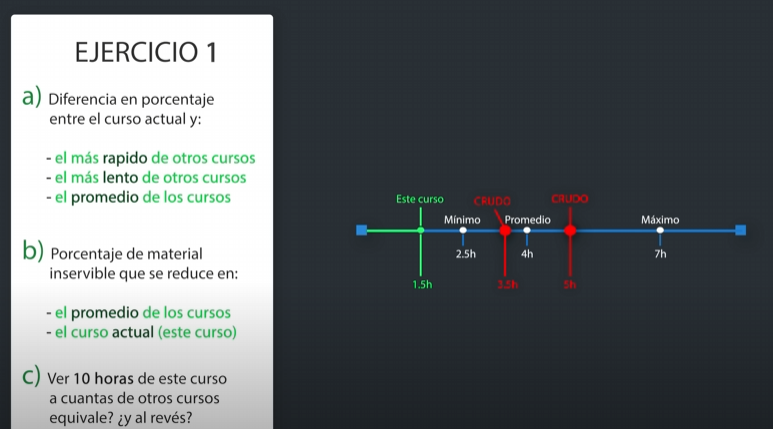 EJERCICIO 1
a) Diferencia en porcentaje
entre el curso actual y:
- el más rapido de otros cursos
- el más lento de otros cursos
- el promedio de los cursos
b) Porcentaje de material
inservible que se reduce en:
- el promedio de los cursos
- el curso actual (este curso)
c) Ver 10 horas de este curso
a cuantas de otros cursos
equivale? ¿y al revés?
Este curso CRUDO CRUDO
Mínimo Promedio Máximo
2.5h 4h 7h
1.5h 3.5h 5h